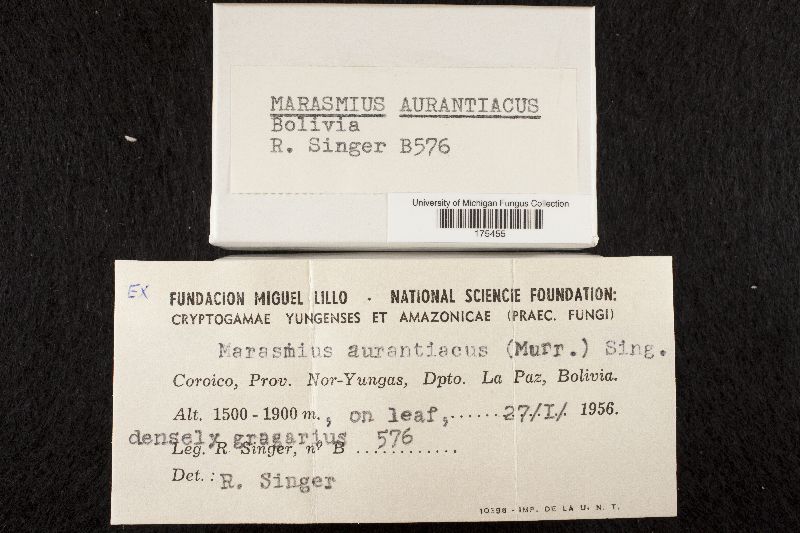 MARASMIUS AURANTIACUS
Bolivia
R. Singer B576
University of Michigan Fungus Collection
175455
EX
FUNDACION MIGUEL LILLO - NATIONAL SCIENCIE FOUNDATION:
CRYPTOGAMAE YUNGENSES ET AMAZONICAE (PRAEC. FUNGI)
Marasmius aurantiacus (Murr.) Sing.
Coroico, Prov. Nor-Yungas, Dpto. La Paz, Bolivia.
Alt. 1500 - 1900 m., on leaf,......27/I/ 1956.
densely gragarius 576
Leg. R Singer, nº B ............
Det.: R. Singer
10398 - IMP. DE LA U. N. T.